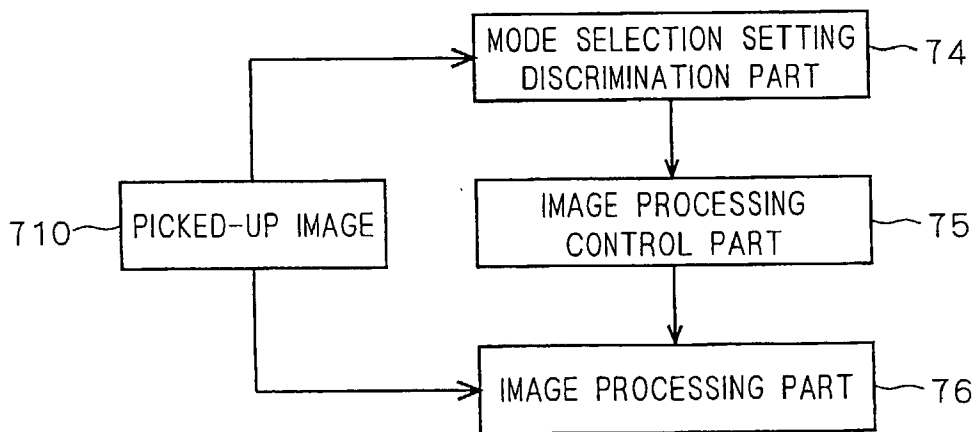 MODE SELECTION SETTING
DISCRIMINATION PART
74
710
PICKED-UP IMAGE
IMAGE PROCESSING
CONTROL PART
75
IMAGE PROCESSING PART
76